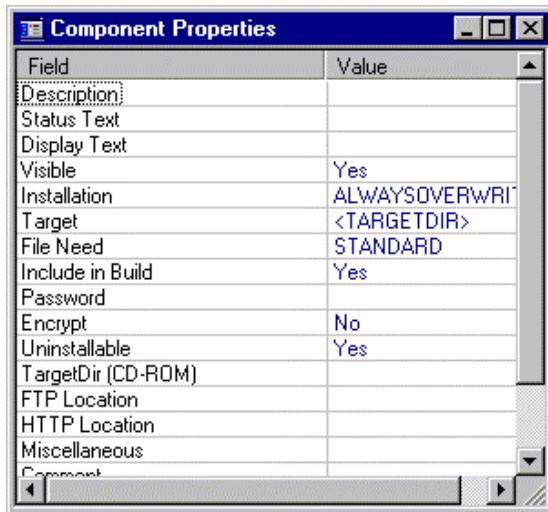 Component Properties
Field Value
Description
Status Text
Display Text
Visible Yes
Installation ALWAYSOVERWRIT
Target <TARGETDIR>
File Need STANDARD
Include in Build Yes
Password
Encrypt No
Uninstallable Yes
TargetDir (CD-ROM)
FTP Location
HTTP Location
Miscellaneous
Comment